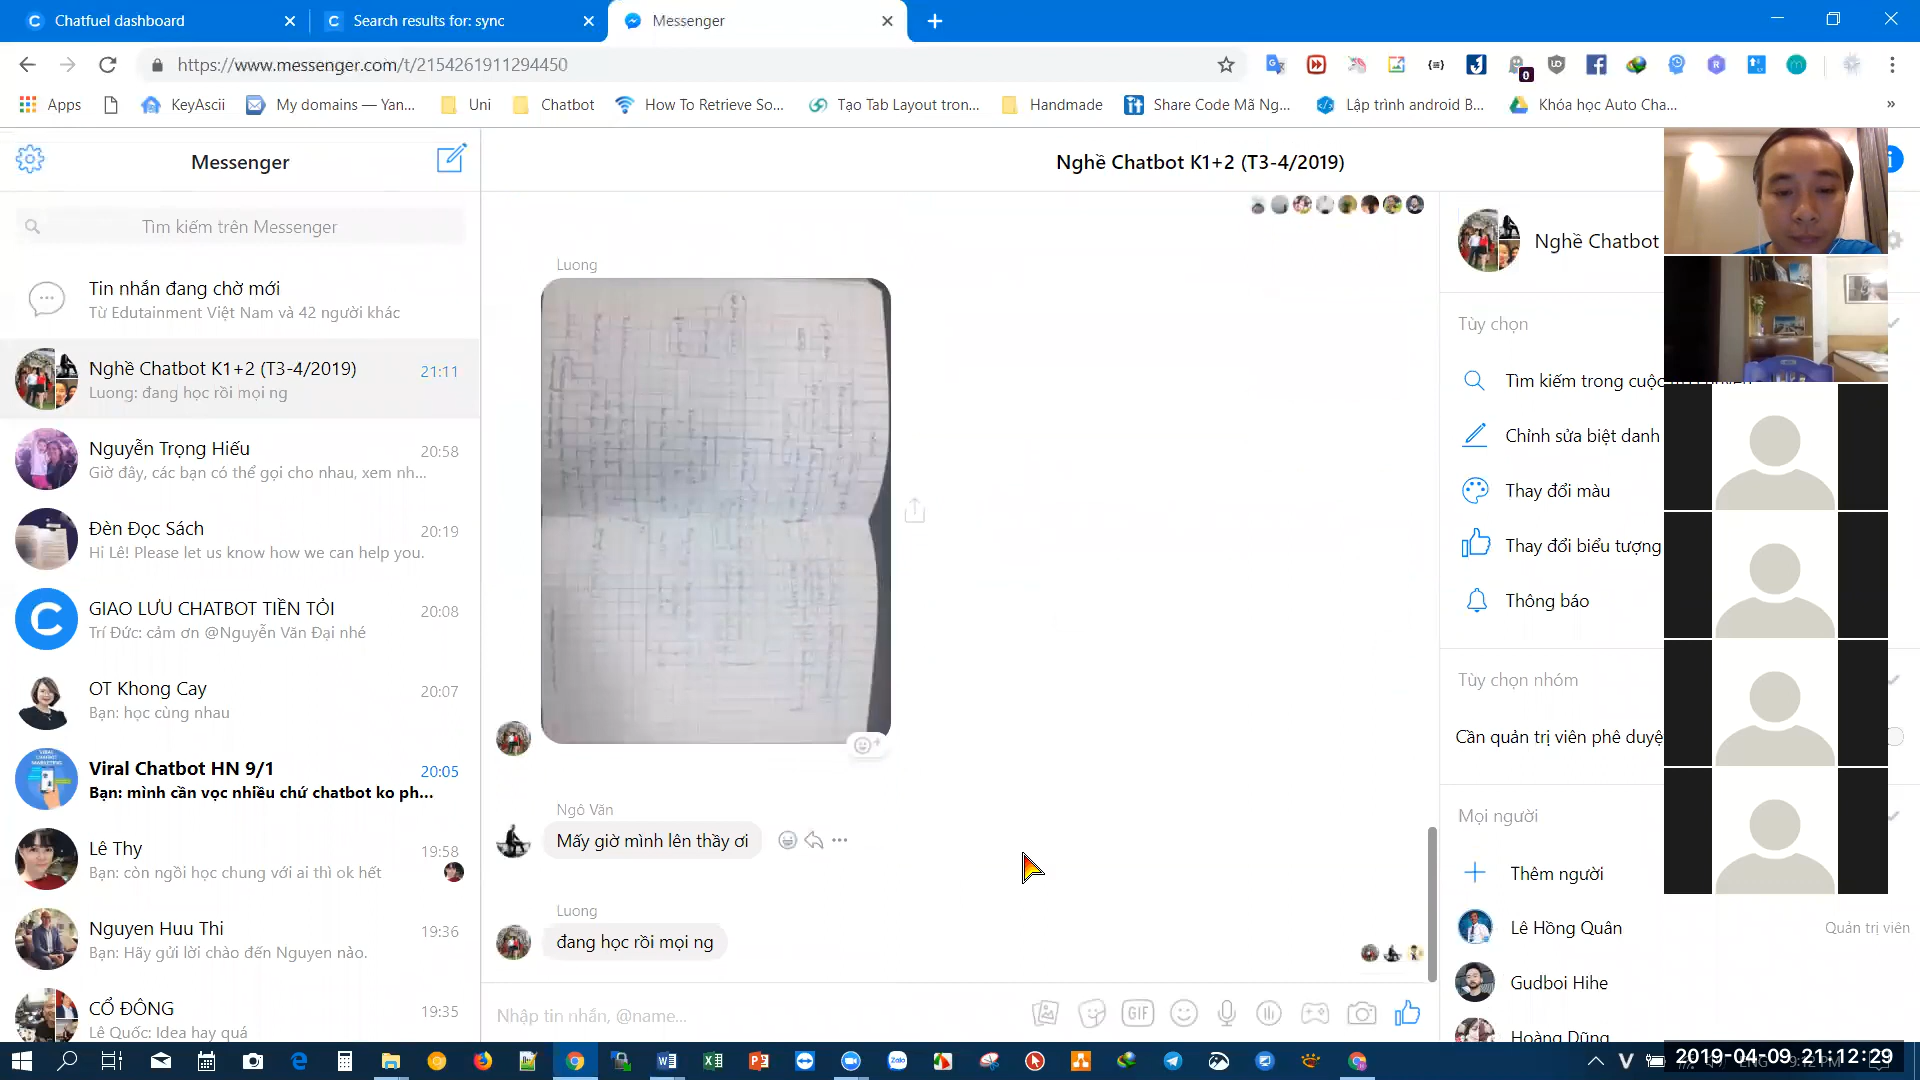 Chatfuel dashboard
Search results for: sync
Messenger
https://www.messenger.com/t/2154261911294450
Apps
KeyAscii
My domains — Yan...
Uni
Chatbot
How To Retrieve So...
Tạo Tab Layout tron...
Handmade
Share Code Mã Ng...
Lập trình android B...
Khóa học Auto Cha...
Messenger
Nghề Chatbot K1+2 (T3-4/2019)
Tìm kiếm trên Messenger
Tin nhắn đang chờ mới
Từ Edutainment Việt Nam và 42 người khác
Nghề Chatbot K1+2 (T3-4/2019)
21:11
Luong: đang học rồi mọi ng
Nguyễn Trọng Hiếu
20:58
Giờ đây, các bạn có thể gọi cho nhau, xem nh...
Đèn Đọc Sách
20:19
Hi Lê! Please let us know how we can help you.
GIAO LƯU CHATBOT TIỀN TỎI
20:08
Trí Đức: cảm ơn @Nguyễn Văn Đại nhé
OT Khong Cay
20:07
Bạn: học cùng nhau
Viral Chatbot HN 9/1
20:05
Bạn: mình cần vọc nhiều chứ chatbot ko ph...
Lê Thy
19:58
Bạn: còn ngồi học chung với ai thì ok hết
Nguyen Huu Thi
19:36
Bạn: Hãy gửi lời chào đến Nguyen nào.
CỔ ĐÔNG
19:35
Lê Quốc: Idea hay quá
Luong
Ngô Văn
Mấy giờ mình lên thầy ơi
Luong
đang học rồi mọi ng
Nhập tin nhắn, @name...
GIF
Nghề Chatbot
Tùy chọn
Tìm kiếm trong cuộc
Chỉnh sửa biệt danh
Thay đổi màu
Thay đổi biểu tượng
Thông báo
Tùy chọn nhóm
Cần quản trị viên phê duyệ
Mọi người
Thêm người
Lê Hồng Quân
Quản trị viên
Gudboi Hihe
Hoàng Dũng
2019-04-09 21:12:29